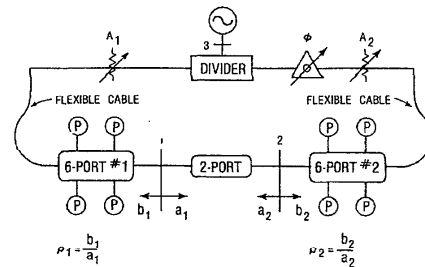 A1
3
DIVIDER
ϕ
A2
FLEXIBLE CABLE
FLEXIBLE CABLE
P P P P
6-PORT #1
1
2-PORT
2
6-PORT #2
b1 a1 a2 b2
P P P P
ρ1 = b1/a1
ρ2 = b2/a2